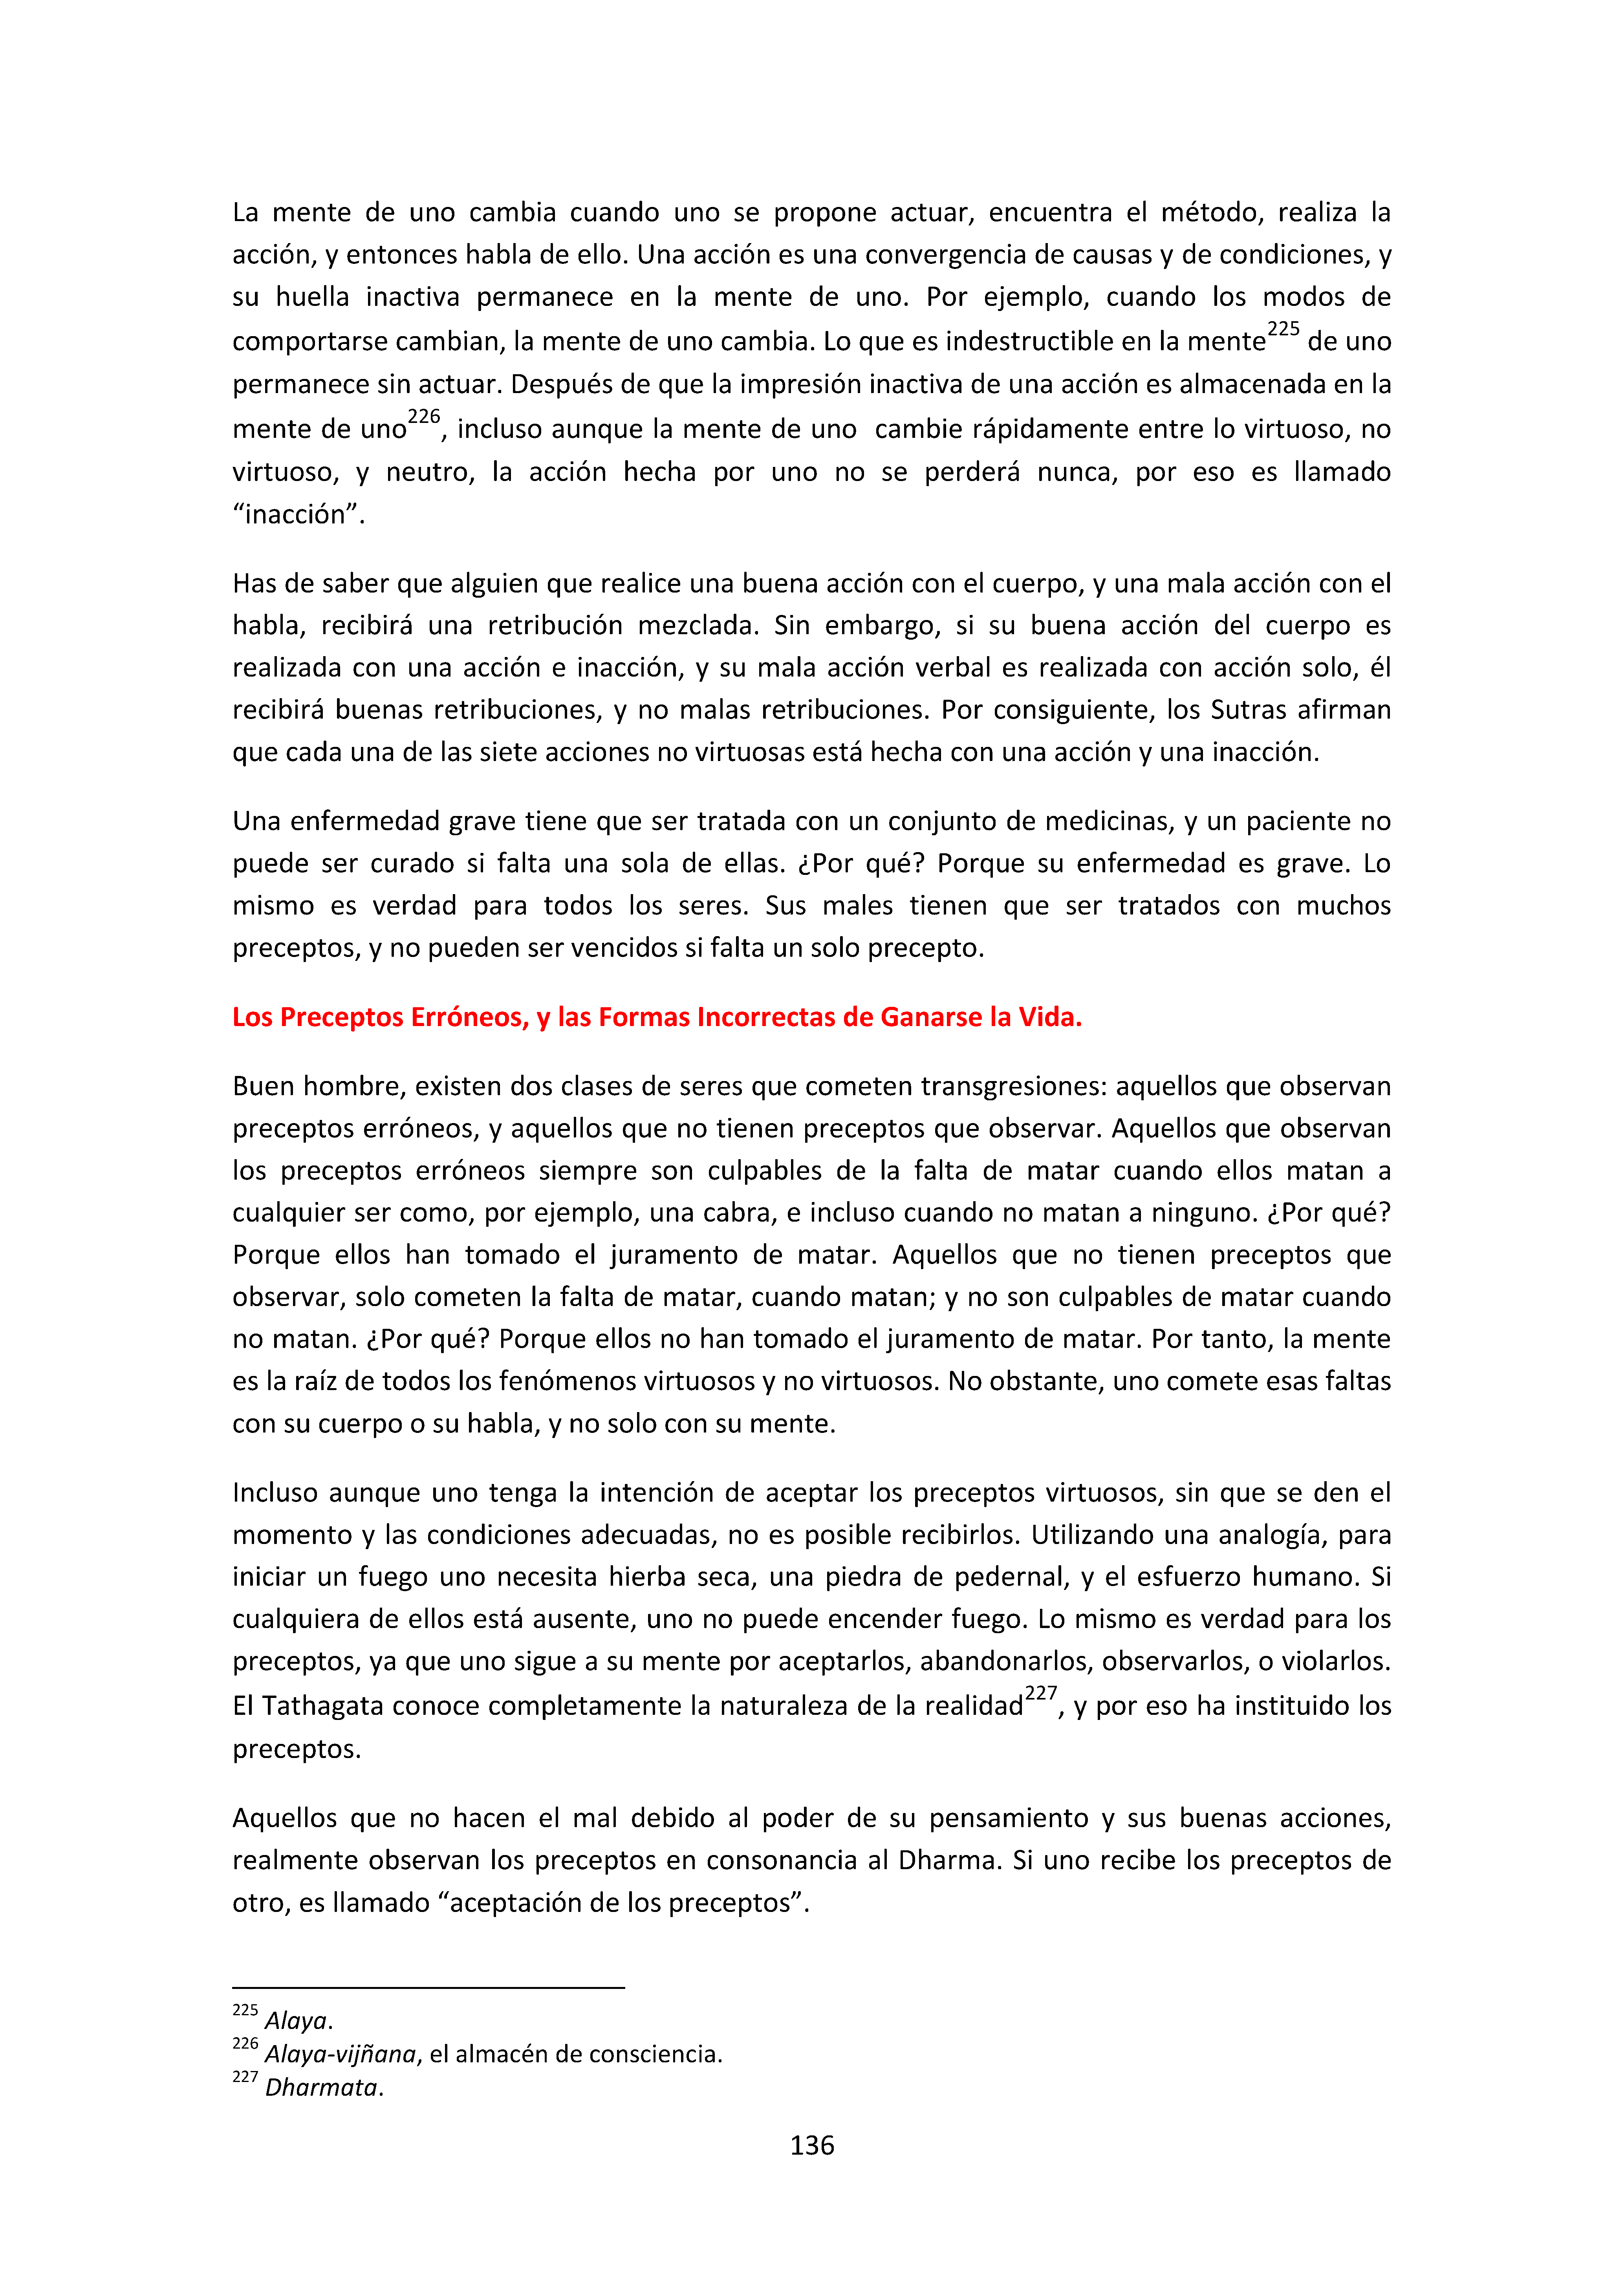 La mente de uno cambia cuando uno se propone actuar, encuentra el método, realiza la
acción, y entonces habla de ello. Una acción es una convergencia de causas y de condiciones, y
su huella inactiva permanece en la mente de uno. Por ejemplo, cuando los modos de
comportarse cambian, la mente de uno cambia. Lo que es indestructible en la mente225 de uno
permanece sin actuar. Después de que la impresión inactiva de una acción es almacenada en la
mente de uno226, incluso aunque la mente de uno cambie rápidamente entre lo virtuoso, no
virtuoso, y neutro, la acción hecha por uno no se perderá nunca, por eso es llamado
“inacción”.
Has de saber que alguien que realice una buena acción con el cuerpo, y una mala acción con el
habla, recibirá una retribución mezclada. Sin embargo, si su buena acción del cuerpo es
realizada con una acción e inacción, y su mala acción verbal es realizada con acción solo, él
recibirá buenas retribuciones, y no malas retribuciones. Por consiguiente, los Sutras afirman
que cada una de las siete acciones no virtuosas está hecha con una acción y una inacción.
Una enfermedad grave tiene que ser tratada con un conjunto de medicinas, y un paciente no
puede ser curado si falta una sola de ellas. ¿Por qué? Porque su enfermedad es grave. Lo
mismo es verdad para todos los seres. Sus males tienen que ser tratados con muchos
preceptos, y no pueden ser vencidos si falta un solo precepto.
Los Preceptos Erróneos, y las Formas Incorrectas de Ganarse la Vida.
Buen hombre, existen dos clases de seres que cometen transgresiones: aquellos que observan
preceptos erróneos, y aquellos que no tienen preceptos que observar. Aquellos que observan
los preceptos erróneos siempre son culpables de la falta de matar cuando ellos matan a
cualquier ser como, por ejemplo, una cabra, e incluso cuando no matan a ninguno. ¿Por qué?
Porque ellos han tomado el juramento de matar. Aquellos que no tienen preceptos que
observar, solo cometen la falta de matar, cuando matan; y no son culpables de matar cuando
no matan. ¿Por qué? Porque ellos no han tomado el juramento de matar. Por tanto, la mente
es la raíz de todos los fenómenos virtuosos y no virtuosos. No obstante, uno comete esas faltas
con su cuerpo o su habla, y no solo con su mente.
Incluso aunque uno tenga la intención de aceptar los preceptos virtuosos, sin que se den el
momento y las condiciones adecuadas, no es posible recibirlos. Utilizando una analogía, para
iniciar un fuego uno necesita hierba seca, una piedra de pedernal, y el esfuerzo humano. Si
cualquiera de ellos está ausente, uno no puede encender fuego. Lo mismo es verdad para los
preceptos, ya que uno sigue a su mente por aceptarlos, abandonarlos, observarlos, o violarlos.
El Tathagata conoce completamente la naturaleza de la realidad227, y por eso ha instituido los
preceptos.
Aquellos que no hacen el mal debido al poder de su pensamiento y sus buenas acciones,
realmente observan los preceptos en consonancia al Dharma. Si uno recibe los preceptos de
otro, es llamado “aceptación de los preceptos”.
225 Alaya.
226 Alaya-vijñana, el almacén de consciencia.
227 Dharmata.
136